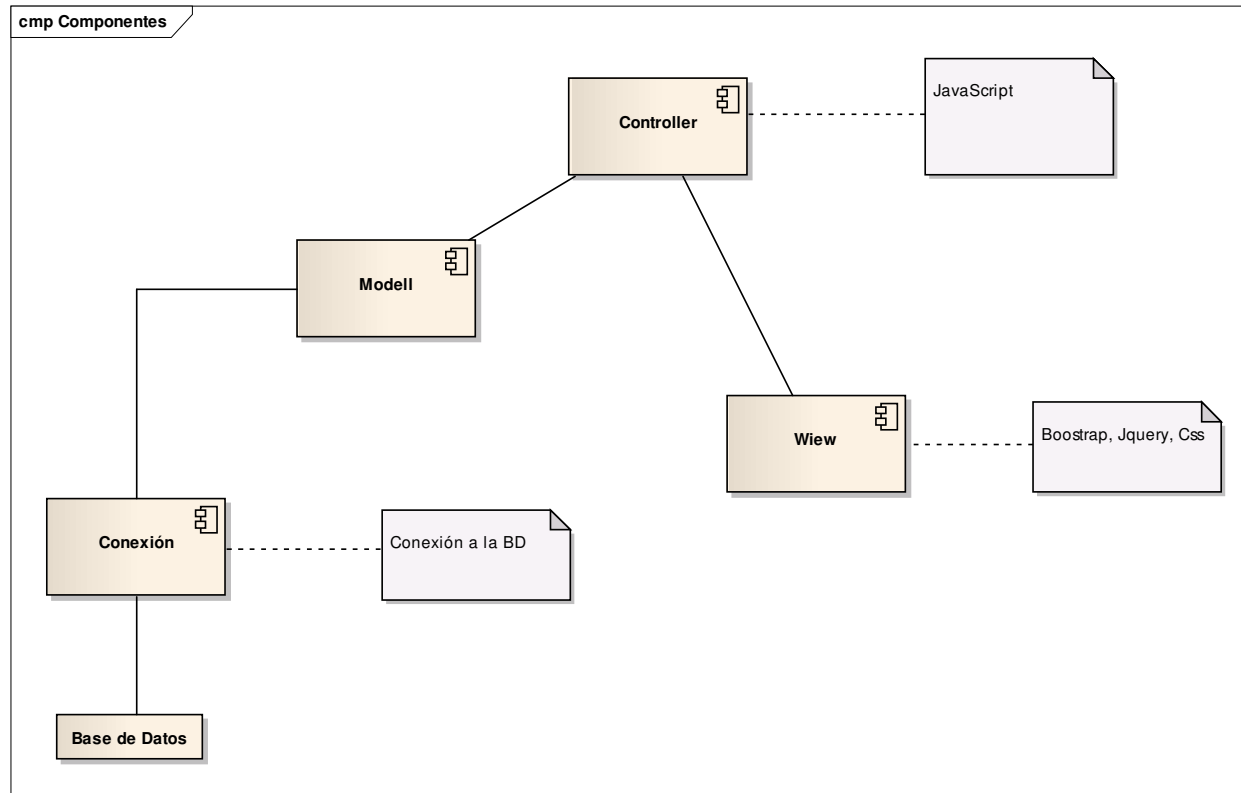 cmp Componentes
Controller
JavaScript
Modell
Wiew
Boostrap, Jquery, Css
Conexión
Conexión a la BD
Base de Datos